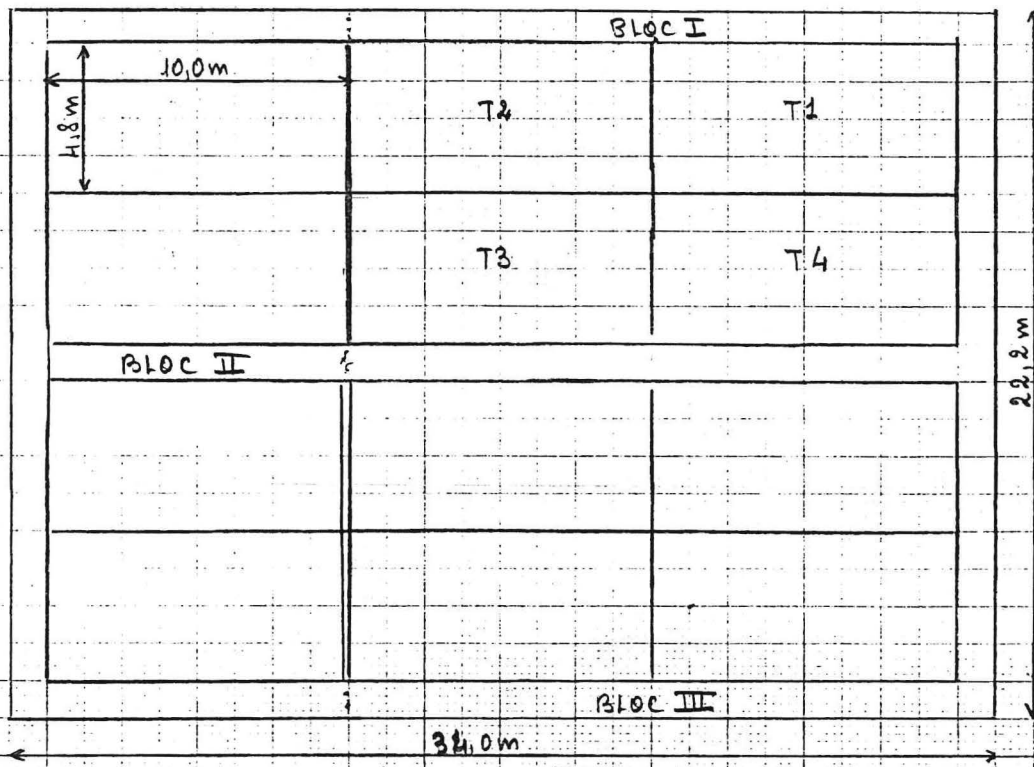 BLOC I
10,0m
4,8m
T2
T1
T3
T4
BLOC II
22,2m
BLOC III
34,0m